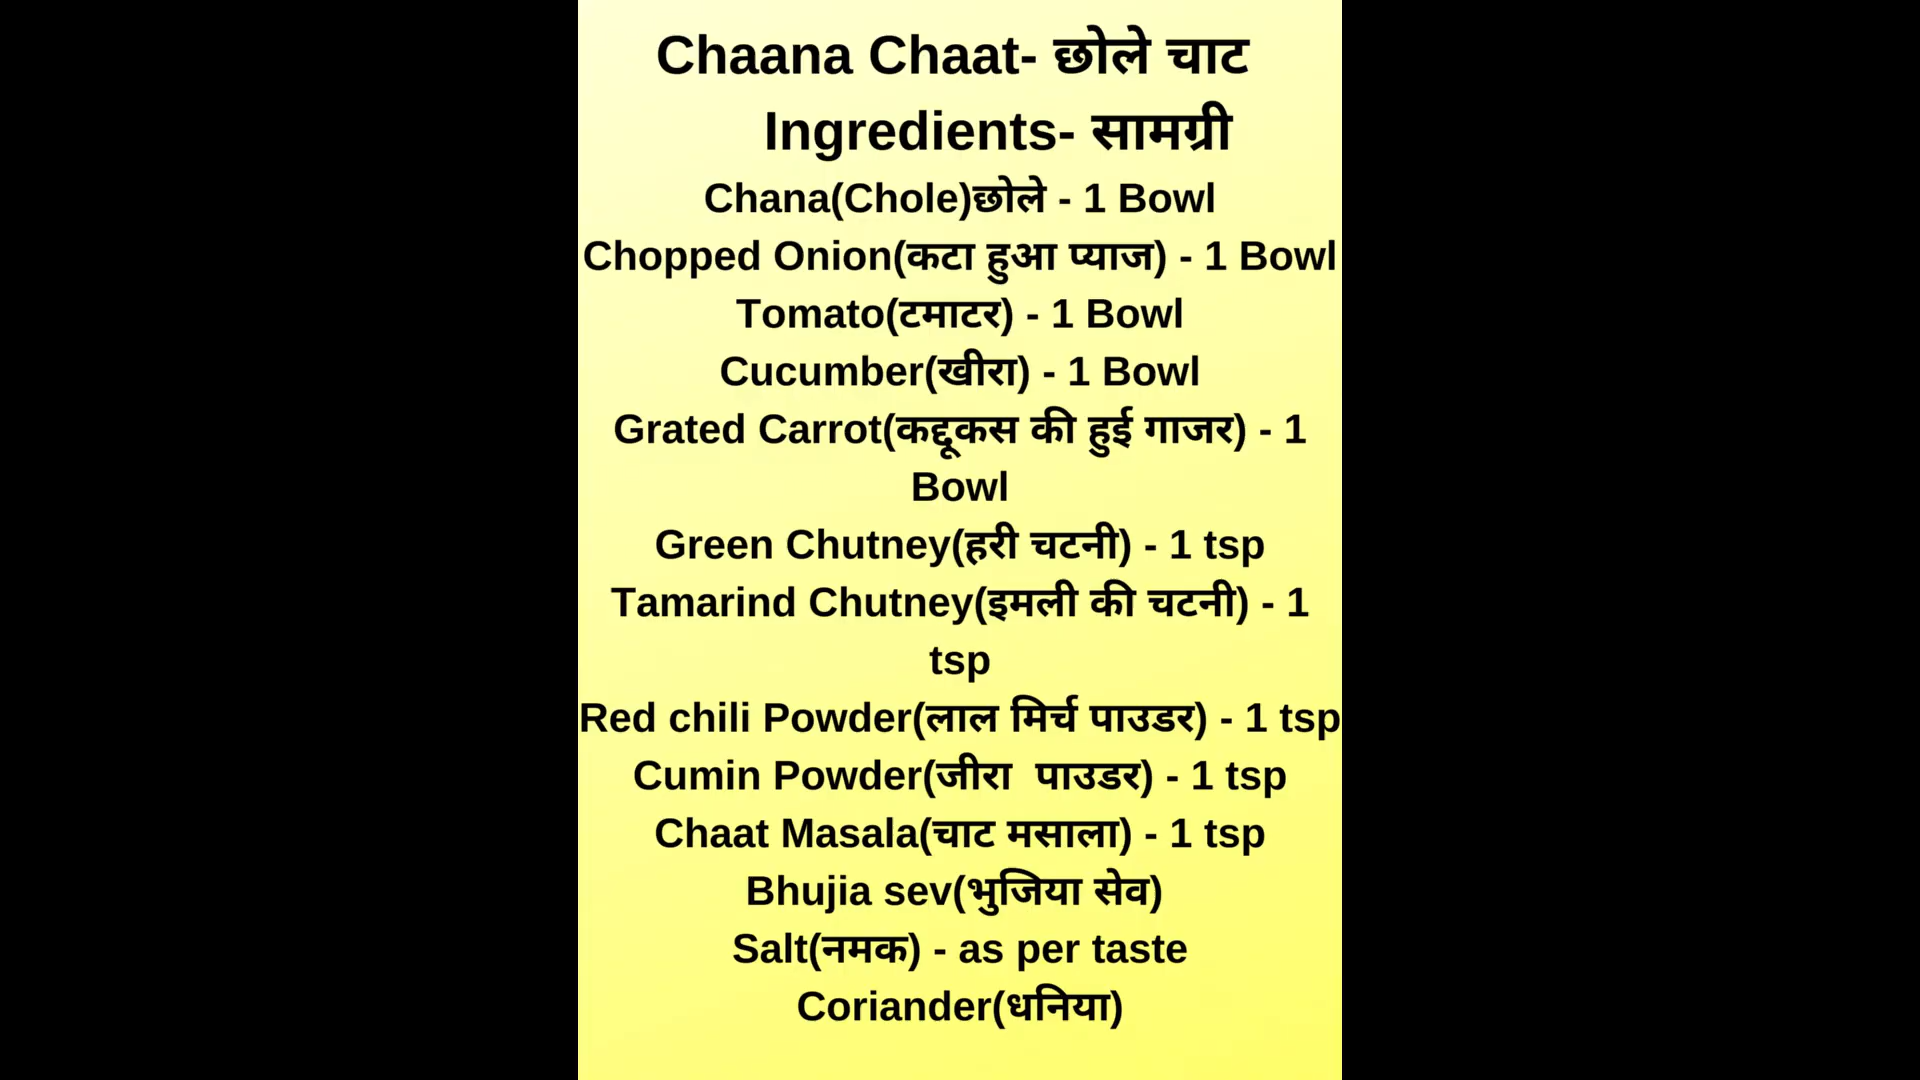 Chaana Chaat- छोले चाट
Ingredients- सामग्री
Chana(Chole)छोले - 1 Bowl
Chopped Onion(कटा हुआ प्याज) - 1 Bowl
Tomato(टमाटर) - 1 Bowl
Cucumber(खीरा) - 1 Bowl
Grated Carrot(कद्दूकस की हुई गाजर) - 1
Bowl
Green Chutney(हरी चटनी) - 1 tsp
Tamarind Chutney(इमली की चटनी) - 1
tsp
Red chili Powder(लाल मिर्च पाउडर) - 1 tsp
Cumin Powder(जीरा  पाउडर) - 1 tsp
Chaat Masala(चाट मसाला) - 1 tsp
Bhujia sev(भुजिया सेव)
Salt(नमक) - as per taste
Coriander(धनिया)